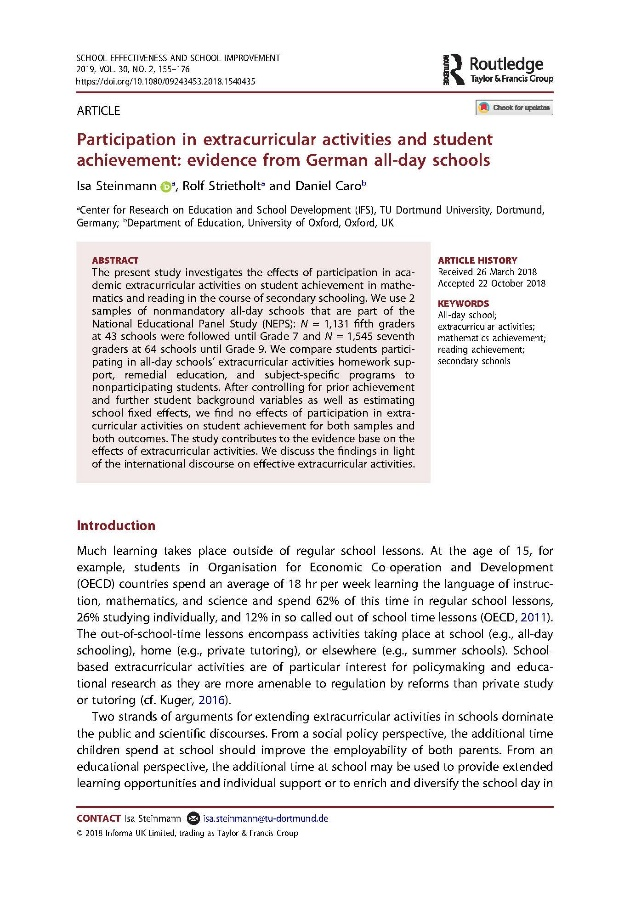 SCHOOL EFFECTIVENESS AND SCHOOL IMPROVEMENT
2019, VOL. 30, NO. 2, 155–176
https://doi.org/10.1080/09243453.2018.1540435
ROUTLEDGE
Routledge
Taylor & Francis Group
ARTICLE
Check for updates
Participation in extracurricular activities and student
achievement: evidence from German all-day schools
Isa Steinmann iD a, Rolf Strietholt a and Daniel Caro b
aCenter for Research on Education and School Development (IFS), TU Dortmund University, Dortmund,
Germany; bDepartment of Education, University of Oxford, Oxford, UK
ABSTRACT
The present study investigates the effects of participation in aca-
demic extracurricular activities on student achievement in mathe-
matics and reading in the course of secondary schooling. We use 2
samples of nonmandatory all-day schools that are part of the
National Educational Panel Study (NEPS): N = 1,131 fifth graders
at 43 schools were followed until Grade 7 and N = 1,545 seventh
graders at 64 schools until Grade 9. We compare students partici-
pating in all-day schools' extracurricular activities homework sup-
port, remedial education, and subject-specific programs to
nonparticipating students. After controlling for prior achievement
and further student background variables as well as estimating
school fixed effects, we find no effects of participation in extra-
curricular activities on student achievement for both samples and
both outcomes. The study contributes to the evidence base on the
effects of extracurricular activities. We discuss the findings in light
of the international discourse on effective extracurricular activities.
ARTICLE HISTORY
Received 26 March 2018
Accepted 22 October 2018
KEYWORDS
All-day school;
extracurricular activities;
mathematics achievement;
reading achievement;
secondary schools
Introduction
Much learning takes place outside of regular school lessons. At the age of 15, for
example, students in Organisation for Economic Co operation and Development
(OECD) countries spend an average of 18 hr per week learning the language of instruc-
tion, mathematics, and science and spend 62% of this time in regular school lessons,
26% studying individually, and 12% in so called out of school time lessons (OECD, 2011).
The out-of-school-time lessons encompass activities taking place at school (e.g., all-day
schooling), home (e.g., private tutoring), or elsewhere (e.g., summer schools). School
based extracurricular activities are of particular interest for policymaking and educa-
tional research as they are more amenable to regulation by reforms than private study
or tutoring (cf. Kuger, 2016).
Two strands of arguments for extending extracurricular activities in schools dominate
the public and scientific discourses. From a social policy perspective, the additional time
children spend at school should improve the employability of both parents. From an
educational perspective, the additional time at school may be used to provide extended
learning opportunities and individual support or to enrich and diversify the school day in
CONTACT Isa Steinmann isa.steinmann@tu-dortmund.de
© 2018 Informa UK Limited, trading as Taylor & Francis Group